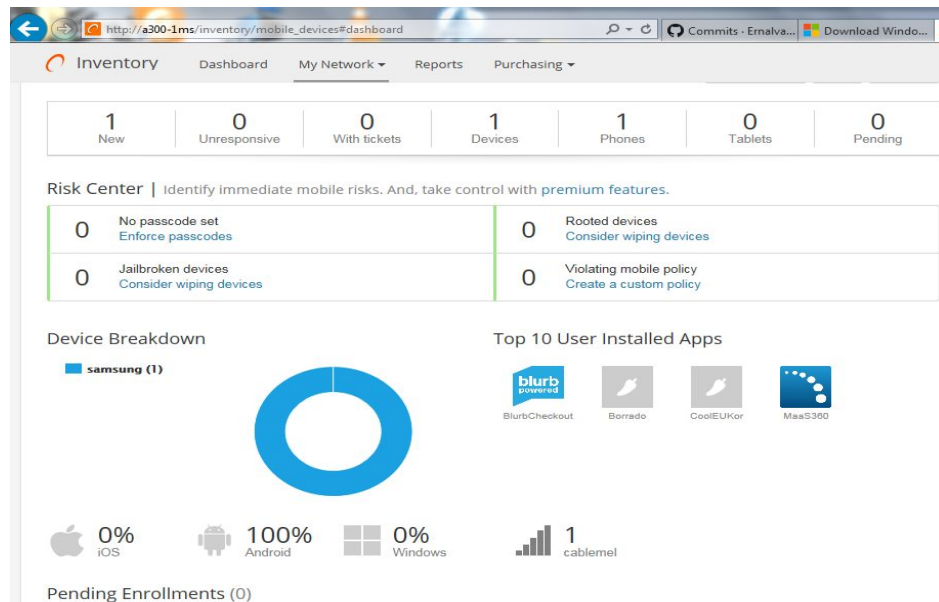 http://a300-1ms/inventory/mobile_devices#dashboard
Commits · Ernalva...
Download Windo...
Inventory
Dashboard
My Network
Reports
Purchasing
1
New
0
Unresponsive
0
With tickets
1
Devices
1
Phones
0
Tablets
0
Pending
Risk Center | Identify immediate mobile risks. And, take control with premium features.
0
No passcode set
Enforce passcodes
0
Rooted devices
Consider wiping devices
0
Jailbroken devices
Consider wiping devices
0
Violating mobile policy
Create a custom policy
Device Breakdown
samsung (1)
Top 10 User Installed Apps
blurb
powered
BlurbCheckout
Borrado
CoolEUKor
MaaS360
0%
iOS
100%
Android
0%
Windows
1
cablemel
Pending Enrollments (0)